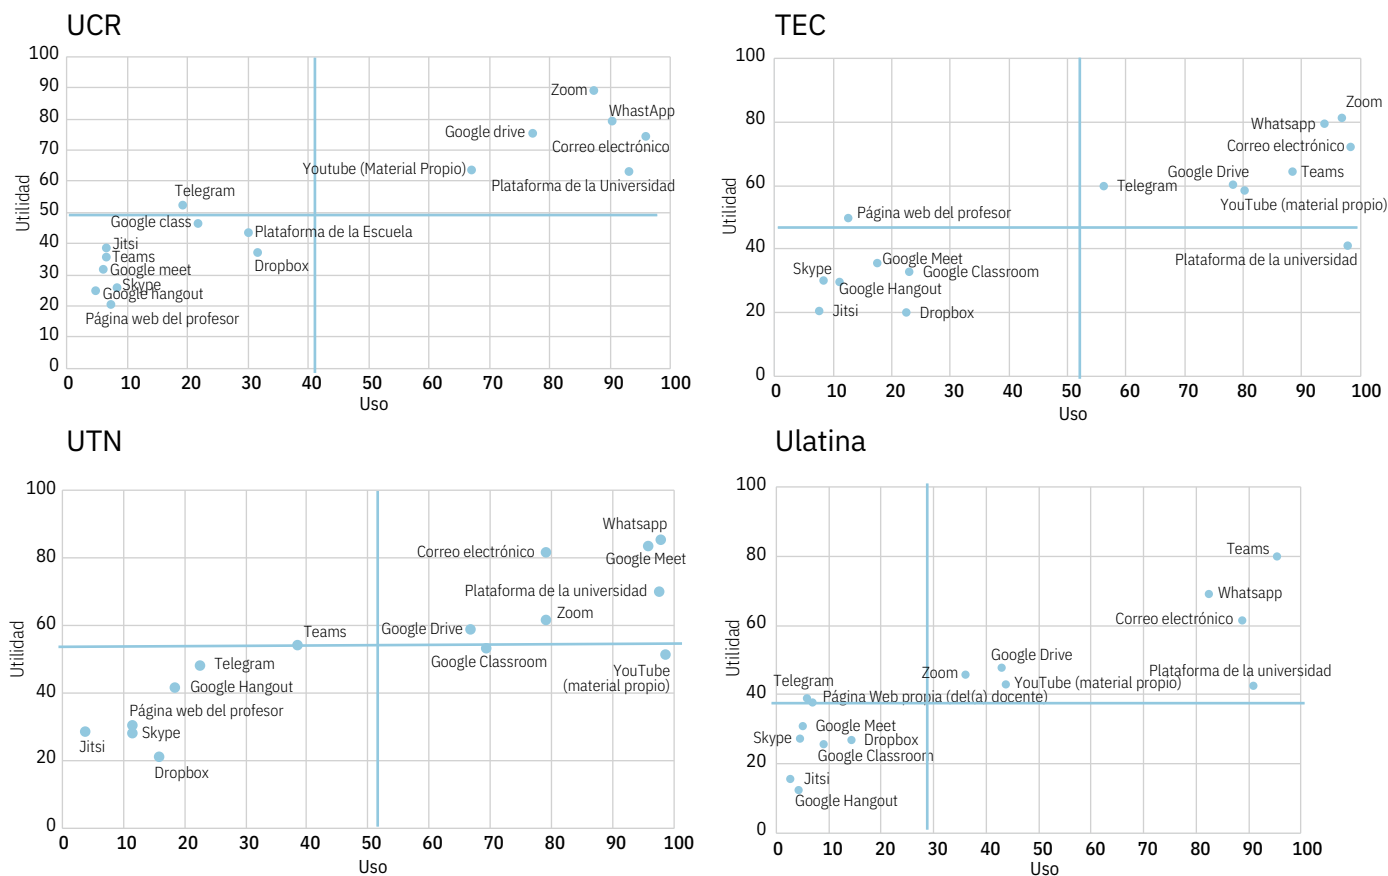 UCR
100
90
80
70
60
50
40
30
20
10
0
Utilidad
Zoom
WhastApp
Google drive
Correo electrónico
Youtube (Material Propio)
Plataforma de la Universidad
Telegram
Google class
Plataforma de la Escuela
Jitsi
Teams
Dropbox
Google meet
Skype
Google hangout
Página web del profesor
0 10 20 30 40 50 60 70 80 90 100
Uso
TEC
100
80
60
40
20
0
Utilidad
Zoom
Whatsapp
Correo electrónico
Google Drive
Teams
Telegram
YouTube (material propio)
Página web del profesor
Plataforma de la universidad
Google Meet
Skype
Google Classroom
Google Hangout
Jitsi
Dropbox
0 10 20 30 40 50 60 70 80 90 100
Uso
UTN
100
80
60
40
20
0
Utilidad
Whatsapp
Correo electrónico
Google Meet
Plataforma de la universidad
Zoom
Teams
Google Drive
Google Classroom
Telegram
YouTube
(material propio)
Google Hangout
Página web del profesor
Skype
Jitsi
Dropbox
0 10 20 30 40 50 60 70 80 90 100
Uso
Ulatina
100
80
60
40
20
0
Utilidad
Teams
Whatsapp
Correo electrónico
Google Drive
Zoom
Plataforma de la universidad
Telegram
YouTube (material propio)
Página Web propia (del(a) docente)
Google Meet
Skype
Dropbox
Google Classroom
Jitsi
Google Hangout
0 10 20 30 40 50 60 70 80 90 100
Uso